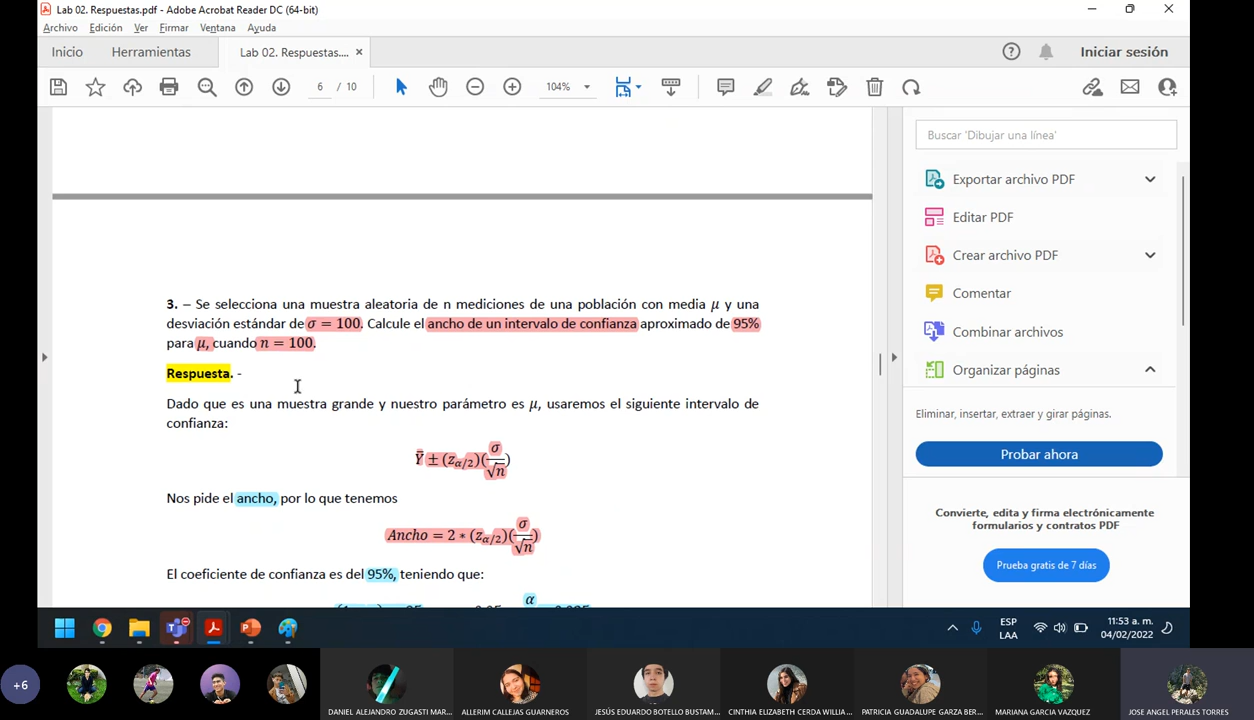 Lab 02. Respuestas.pdf - Adobe Acrobat Reader DC (64-bit)
Archivo Edición Ver Firmar Ventana Ayuda
Inicio Herramientas Lab 02. Respuestas.... × Iniciar sesión
6 / 10 104%
Buscar 'Dibujar una línea'
Exportar archivo PDF
Editar PDF
Crear archivo PDF
Comentar
Combinar archivos
Organizar páginas
Eliminar, insertar, extraer y girar páginas.
Probar ahora
Convierte, edita y firma electrónicamente
formularios y contratos PDF
Prueba gratis de 7 días
3. – Se selecciona una muestra aleatoria de n mediciones de una población con media μ y una
desviación estándar de σ = 100. Calcule el ancho de un intervalo de confianza aproximado de 95%
para μ, cuando n = 100.
Respuesta. -
Dado que es una muestra grande y nuestro parámetro es μ, usaremos el siguiente intervalo de
confianza:
Ȳ ± (z_{α/2})(σ/√n)
Nos pide el ancho, por lo que tenemos
Ancho = 2 ∗ (z_{α/2})(σ/√n)
El coeficiente de confianza es del 95%, teniendo que:
α
ESP
LAA
11:53 a. m.
04/02/2022
+6
DANIEL ALEJANDRO ZUGASTI MAR...
ALLERIM CALLEJAS GUARNEROS
JESÚS EDUARDO BOTELLO BUSTAM...
CINTHIA ELIZABETH CERDA WILLIA...
PATRICIA GUADALUPE GARZA BER...
MARIANA GARCIA VAZQUEZ
JOSE ANGEL PERALES TORRES